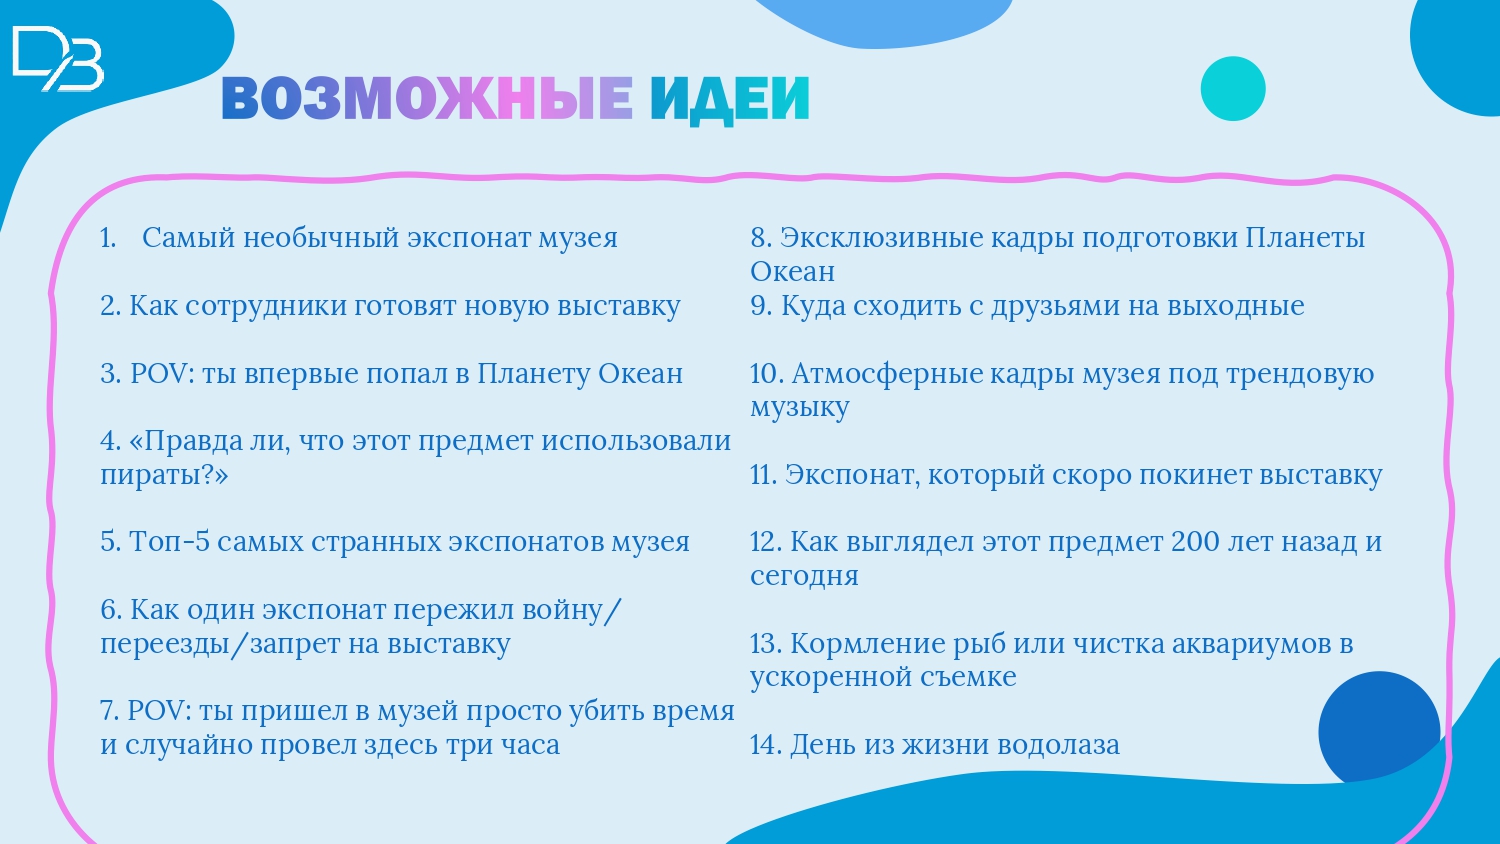 DB
ВОЗМОЖНЫЕ ИДЕИ
1. Самый необычный экспонат музея
2. Как сотрудники готовят новую выставку
3. POV: ты впервые попал в Планету Океан
4. «Правда ли, что этот предмет использовали
пираты?»
5. Топ-5 самых странных экспонатов музея
6. Как один экспонат пережил войну/
переезды/запрет на выставку
7. POV: ты пришел в музей просто убить время
и случайно провел здесь три часа
8. Эксклюзивные кадры подготовки Планеты
Океан
9. Куда сходить с друзьями на выходные
10. Атмосферные кадры музея под трендовую
музыку
11. Экспонат, который скоро покинет выставку
12. Как выглядел этот предмет 200 лет назад и
сегодня
13. Кормление рыб или чистка аквариумов в
ускоренной съемке
14. День из жизни водолаза